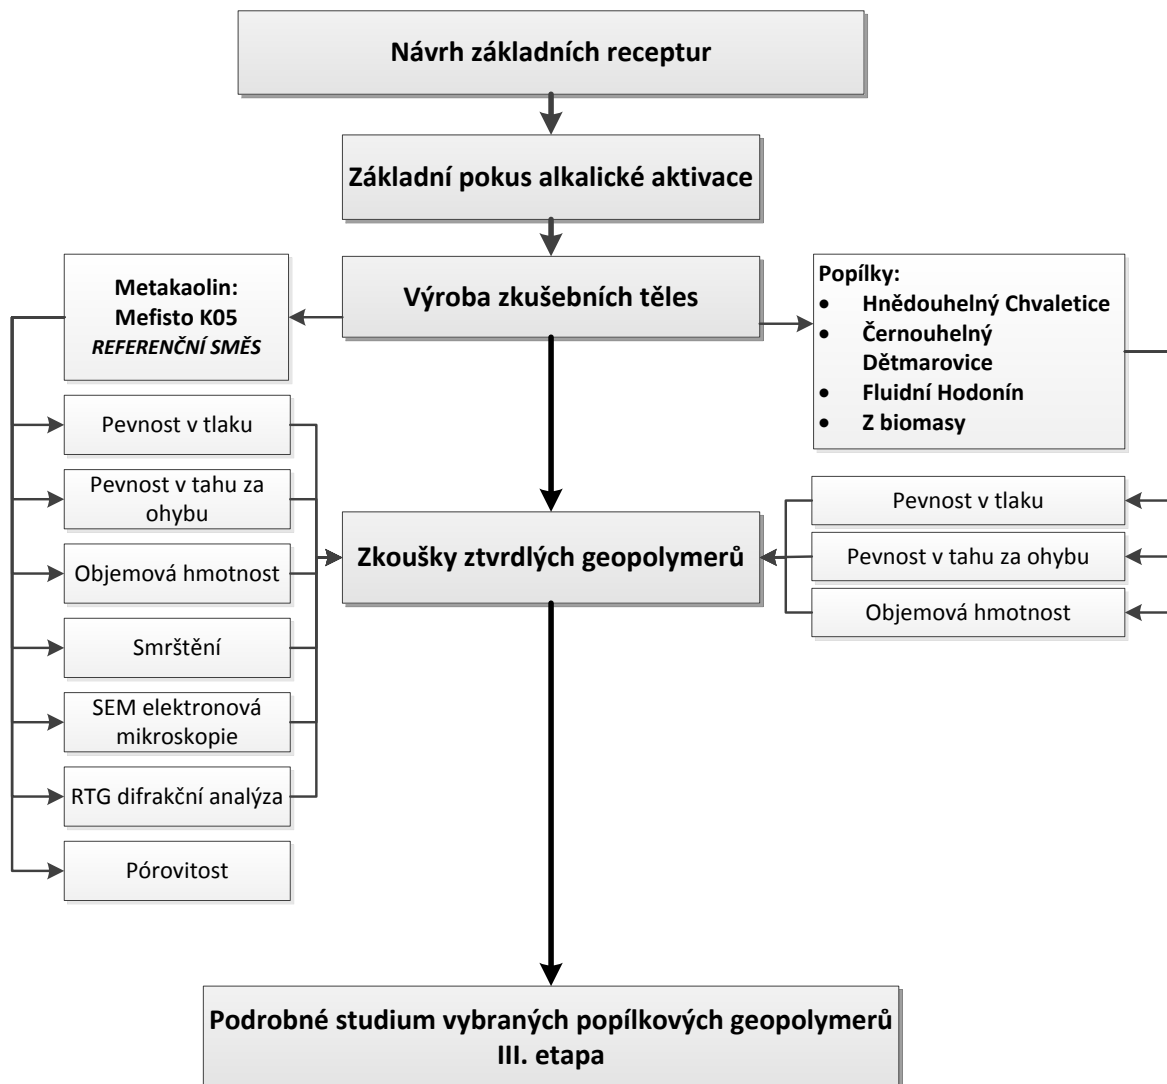 Návrh základních receptur
Základní pokus alkalické aktivace
Výroba zkušebních těles
Metakaolin:
Mefisto K05
REFERENČNÍ SMĚS
Popílky:
• Hnědouhelný Chvaletice
• Černouhelný
Dětmarovice
• Fluidní Hodonín
• Z biomasy
Pevnost v tlaku
Pevnost v tahu za
ohybu
Objemová hmotnost
Smrštění
SEM elektronová
mikroskopie
RTG difrakční analýza
Pórovitost
Zkoušky ztvrdlých geopolymerů
Pevnost v tlaku
Pevnost v tahu za ohybu
Objemová hmotnost
Podrobné studium vybraných popílkových geopolymerů
III. etapa